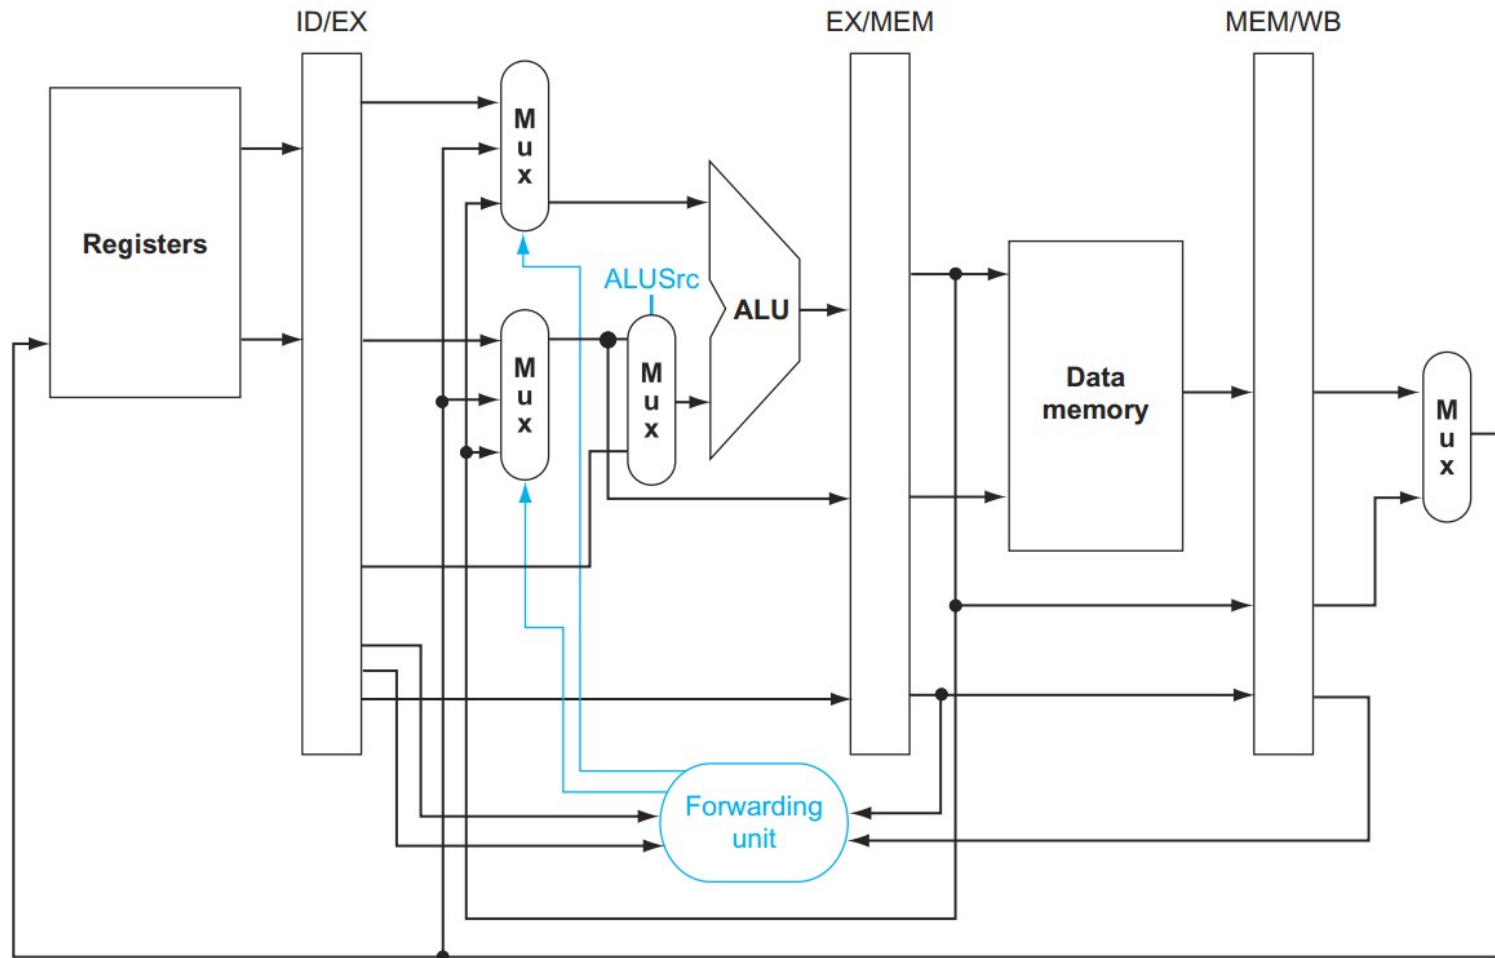 ID/EX
EX/MEM
MEM/WB
M
u
x
Registers
ALUSrc
ALU
M
u
x
M
u
x
Data
memory
M
u
x
Forwarding
unit